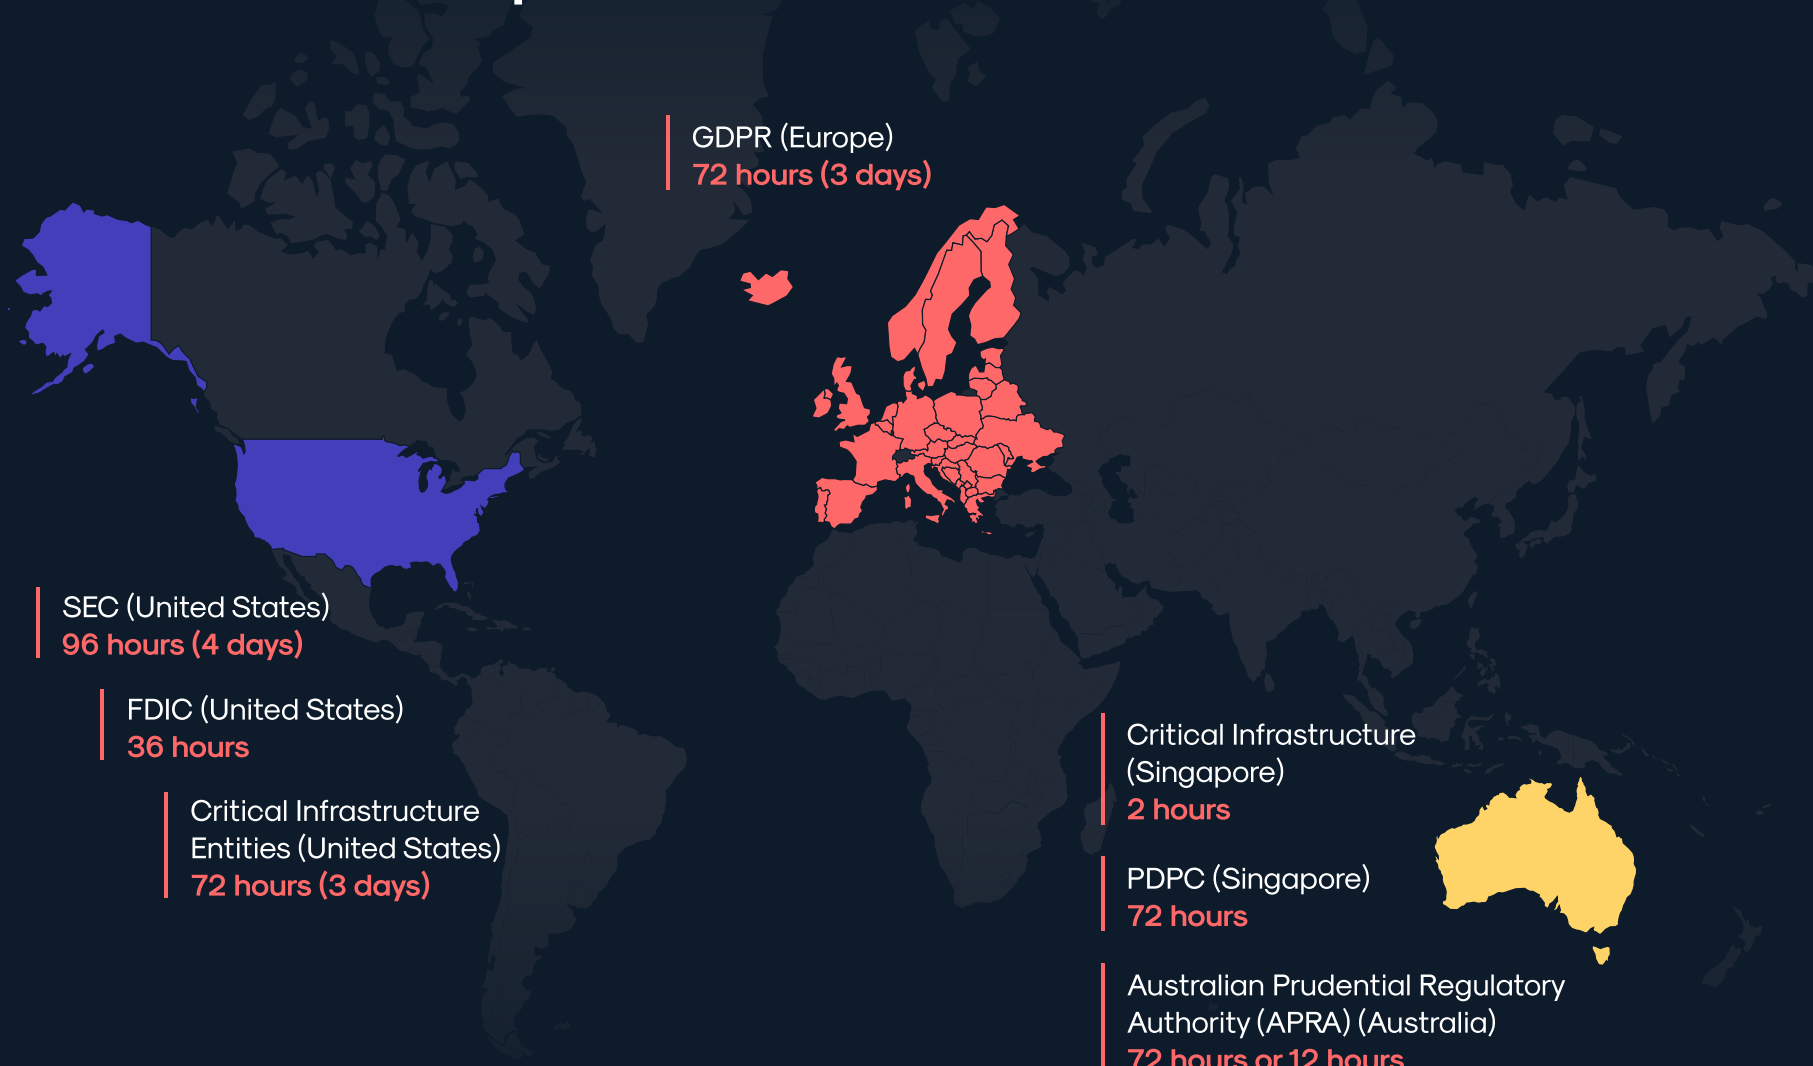 GDPR (Europe)
72 hours (3 days)
SEC (United States)
96 hours (4 days)
FDIC (United States)
36 hours
Critical Infrastructure
Entities (United States)
72 hours (3 days)
Critical Infrastructure
(Singapore)
2 hours
PDPC (Singapore)
72 hours
Australian Prudential Regulatory
Authority (APRA) (Australia)
72 hours or 12 hours